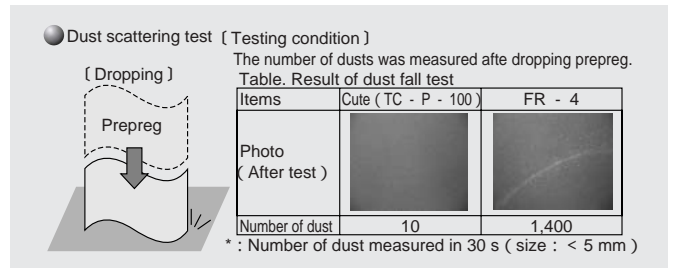 Dust scattering test〔Testing condition〕
The number of dusts was measured afte dropping prepreg.
〔Dropping〕
Prepreg
Table. Result of dust fall test
Items Cute(TC - P - 100) FR - 4
Photo
(After test)
Number of dust 10 1,400
*:Number of dust measured in 30 s(size:< 5 mm)